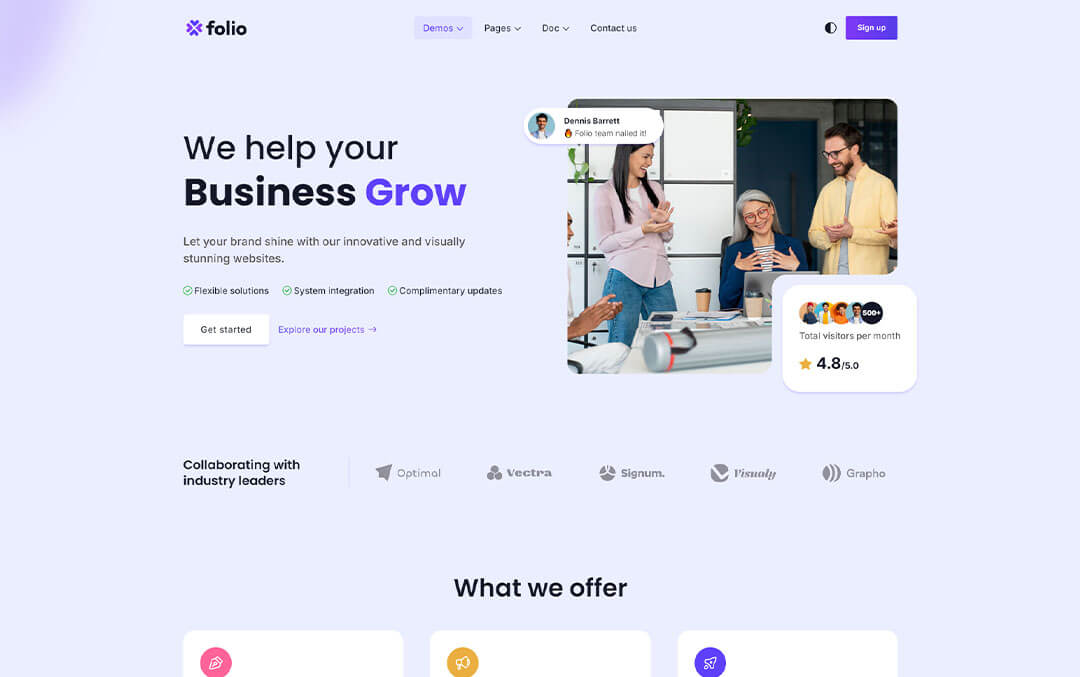 folio
Demos
Pages
Doc
Contact us
Sign up
We help your
Business Grow
Let your brand shine with our innovative and visually
stunning websites.
Flexible solutions
System integration
Complimentary updates
Get started
Explore our projects
Dennis Barrett
Folio team nailed it!
500+
Total visitors per month
4.8/5.0
Collaborating with
industry leaders
Optimal
Vectra
Signum.
Visualy
Grapho
What we offer